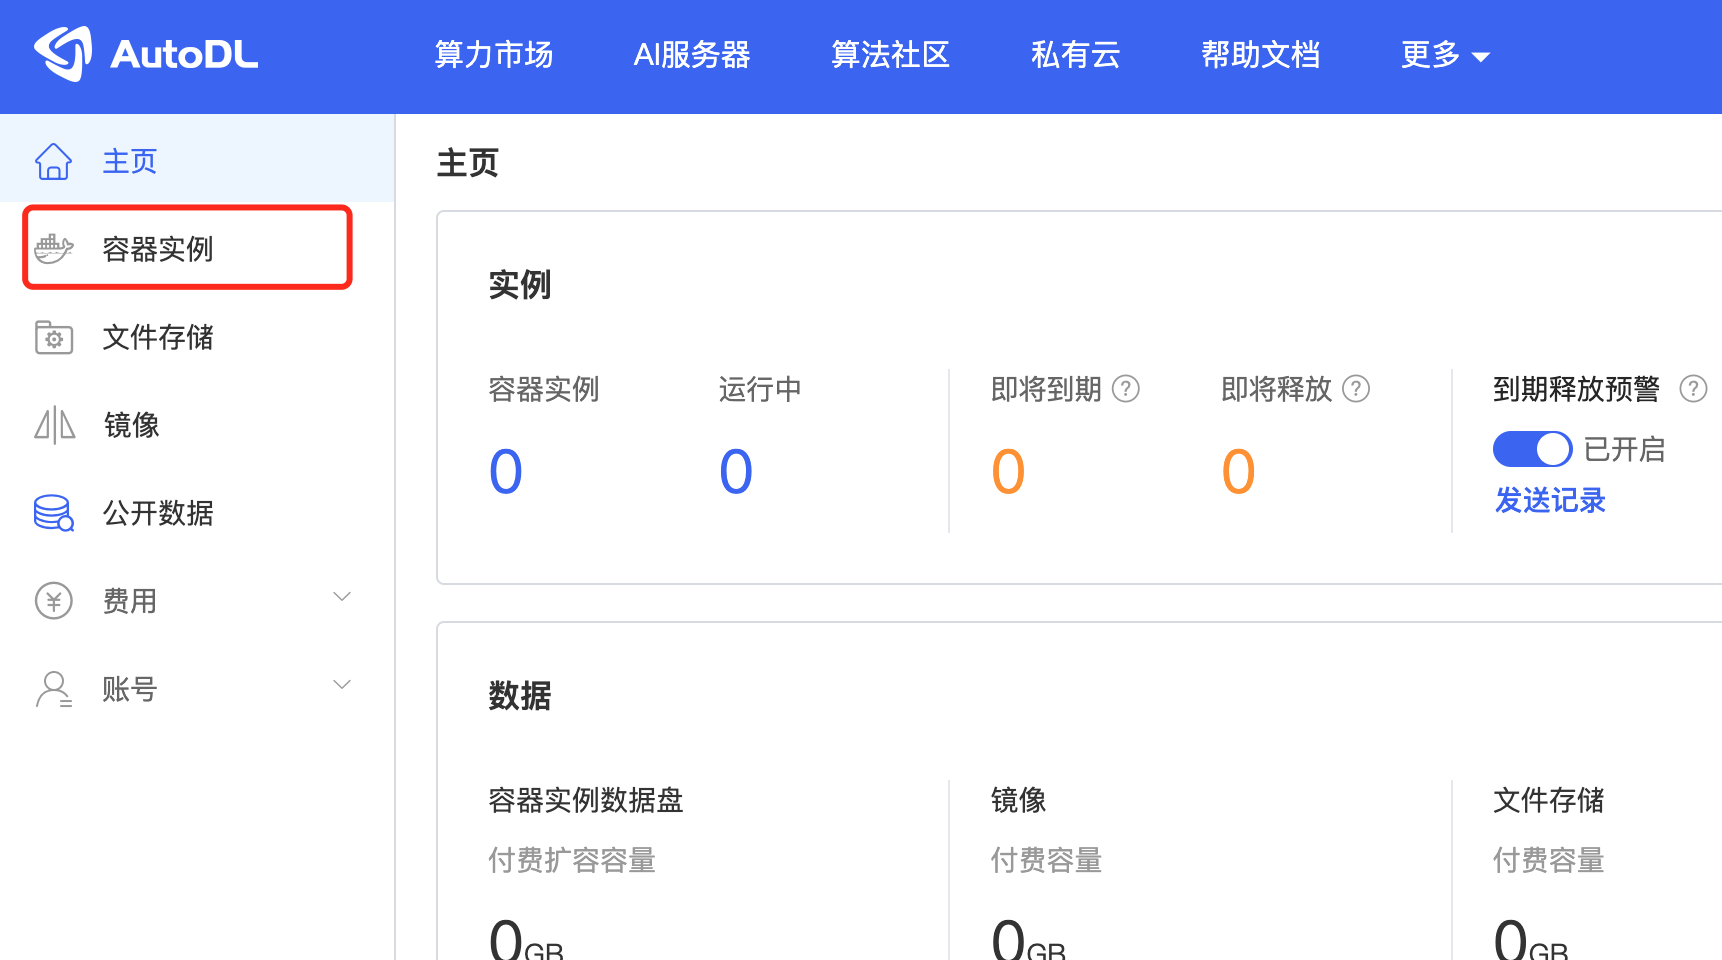 AutoDL 算力市场 AI服务器 算法社区 私有云 帮助文档 更多
主页
容器实例
文件存储
镜像
公开数据
费用
账号
主页
实例
容器实例 运行中 即将到期 ? 即将释放 ? 到期释放预警 ?
0 0 0 0 已开启
发送记录
数据
容器实例数据盘 镜像 文件存储
付费扩容容量 付费容量 付费容量
0GB 0GB 0GB